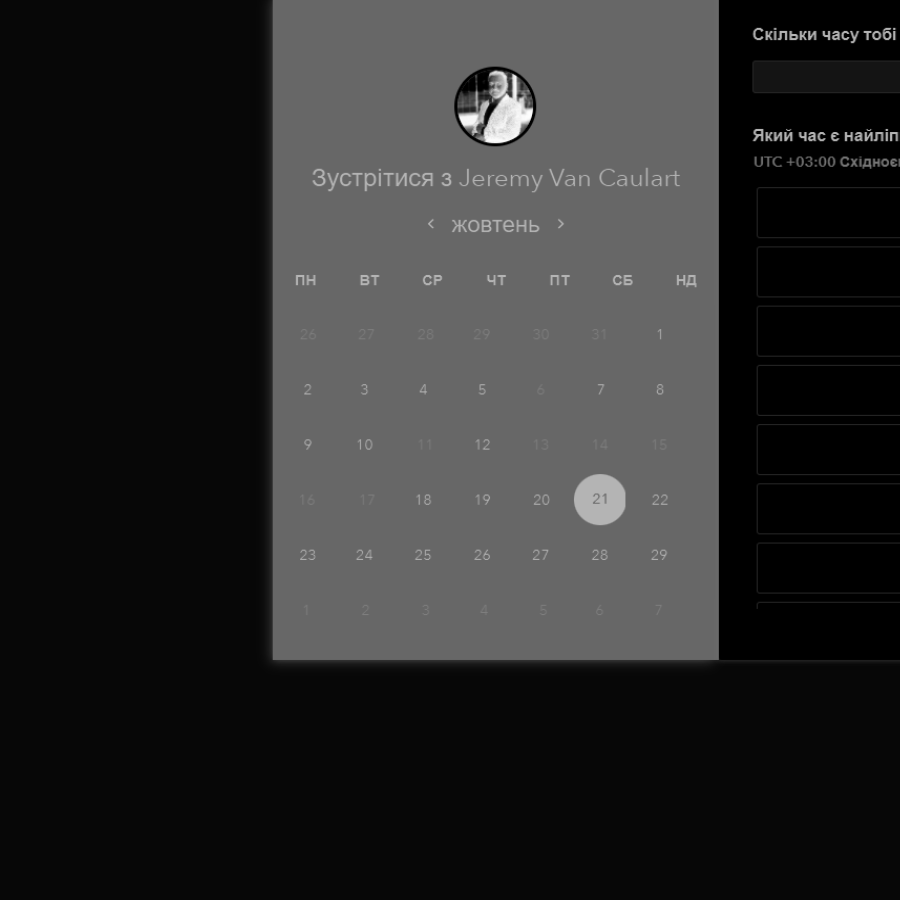 Зустрітися з Jeremy Van Caulart
жовтень
ПН ВТ СР ЧТ ПТ СБ НД
26 27 28 29 30 31 1
2 3 4 5 6 7 8
9 10 11 12 13 14 15
16 17 18 19 20 21 22
23 24 25 26 27 28 29
1 2 3 4 5 6 7
Скільки часу тобі
Який час є найліп
UTC +03:00 Східноє